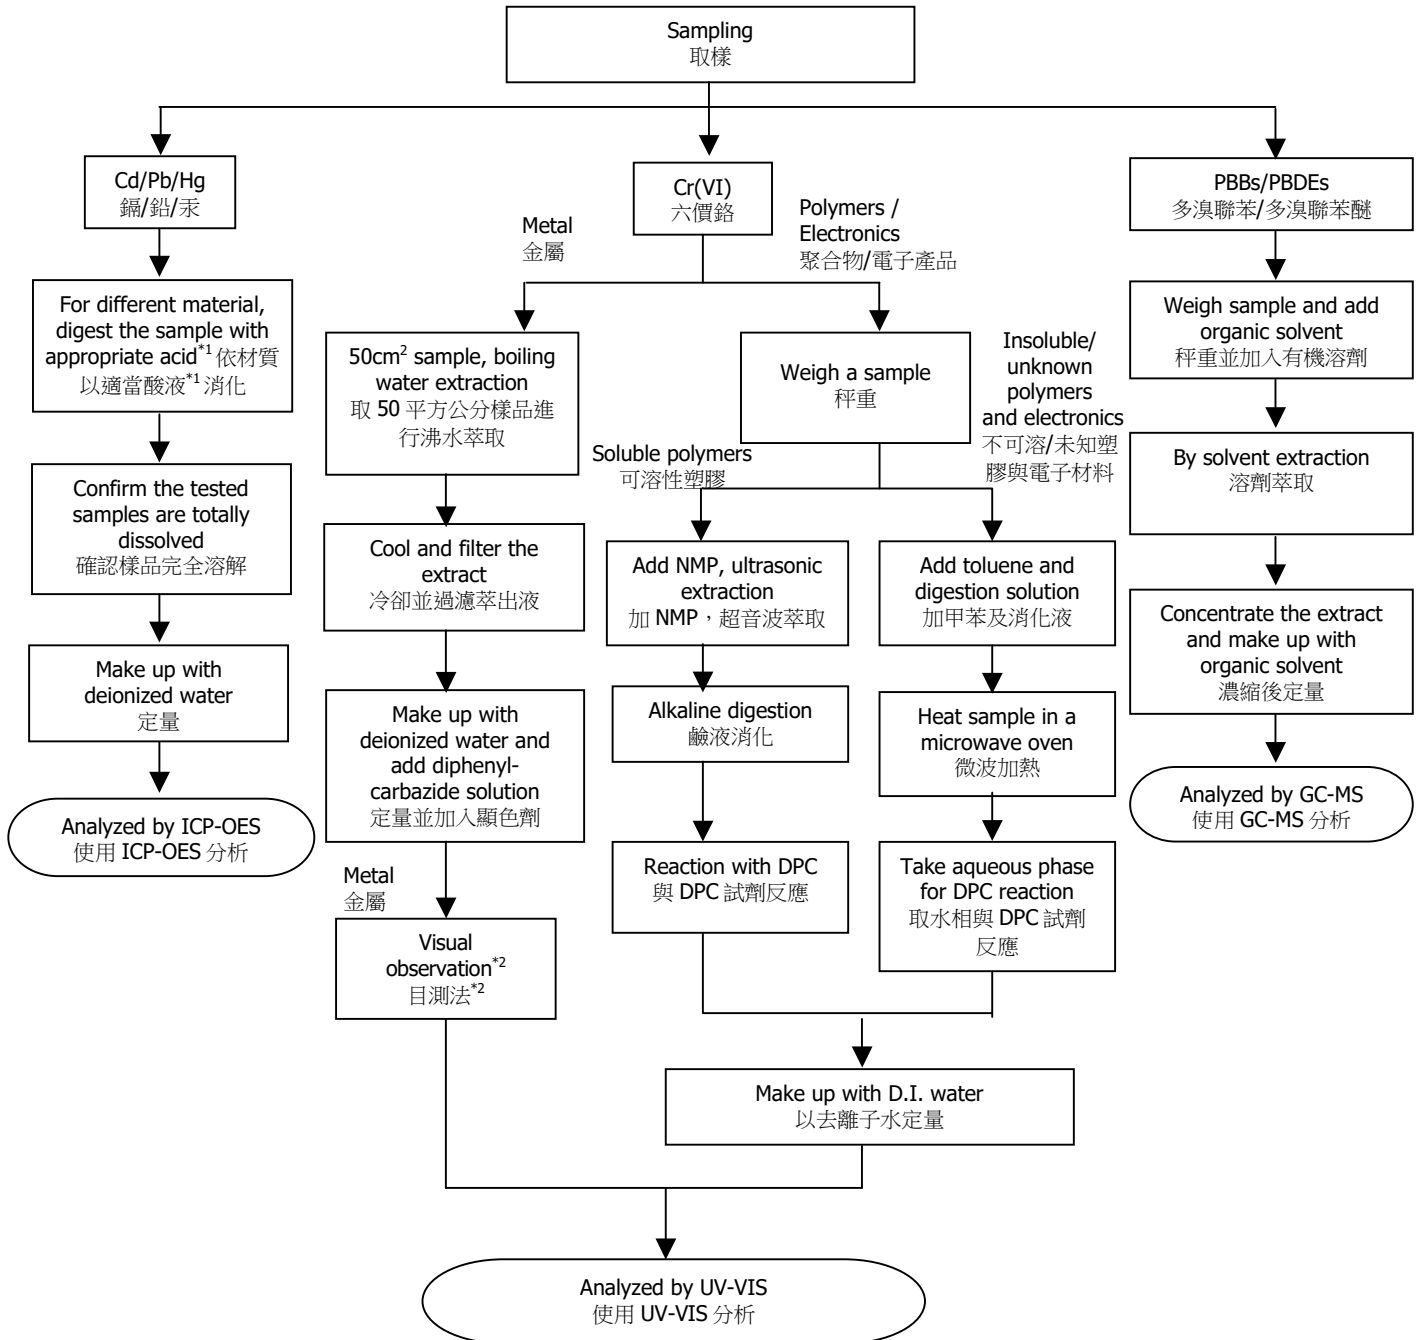 Sampling
取樣
Cd/Pb/Hg
鎘/鉛/汞
For different material,
digest the sample with
appropriate acid*1 依材質
以適當酸液*1 消化
Confirm the tested
samples are totally
dissolved
確認樣品完全溶解
Make up with
deionized water
定量
Analyzed by ICP-OES
使用 ICP-OES 分析
Cr(VI)
六價鉻
Metal
金屬
Polymers /
Electronics
聚合物/電子產品
50cm2 sample, boiling
water extraction
取 50 平方公分樣品進
行沸水萃取
Cool and filter the
extract
冷卻並過濾萃出液
Make up with
deionized water and
add diphenyl-
carbazide solution
定量並加入顯色劑
Metal
金屬
Visual
observation*2
目測法*2
Weigh a sample
秤重
Soluble polymers
可溶性塑膠
Insoluble/
unknown
polymers
and electronics
不可溶/未知塑
膠與電子材料
Add NMP, ultrasonic
extraction
加 NMP，超音波萃取
Alkaline digestion
鹼液消化
Reaction with DPC
與 DPC 試劑反應
Add toluene and
digestion solution
加甲苯及消化液
Heat sample in a
microwave oven
微波加熱
Take aqueous phase
for DPC reaction
取水相與 DPC 試劑
反應
Make up with D.I. water
以去離子水定量
Analyzed by UV-VIS
使用 UV-VIS 分析
PBBs/PBDEs
多溴聯苯/多溴聯苯醚
Weigh sample and add
organic solvent
秤重並加入有機溶劑
By solvent extraction
溶劑萃取
Concentrate the extract
and make up with
organic solvent
濃縮後定量
Analyzed by GC-MS
使用 GC-MS 分析